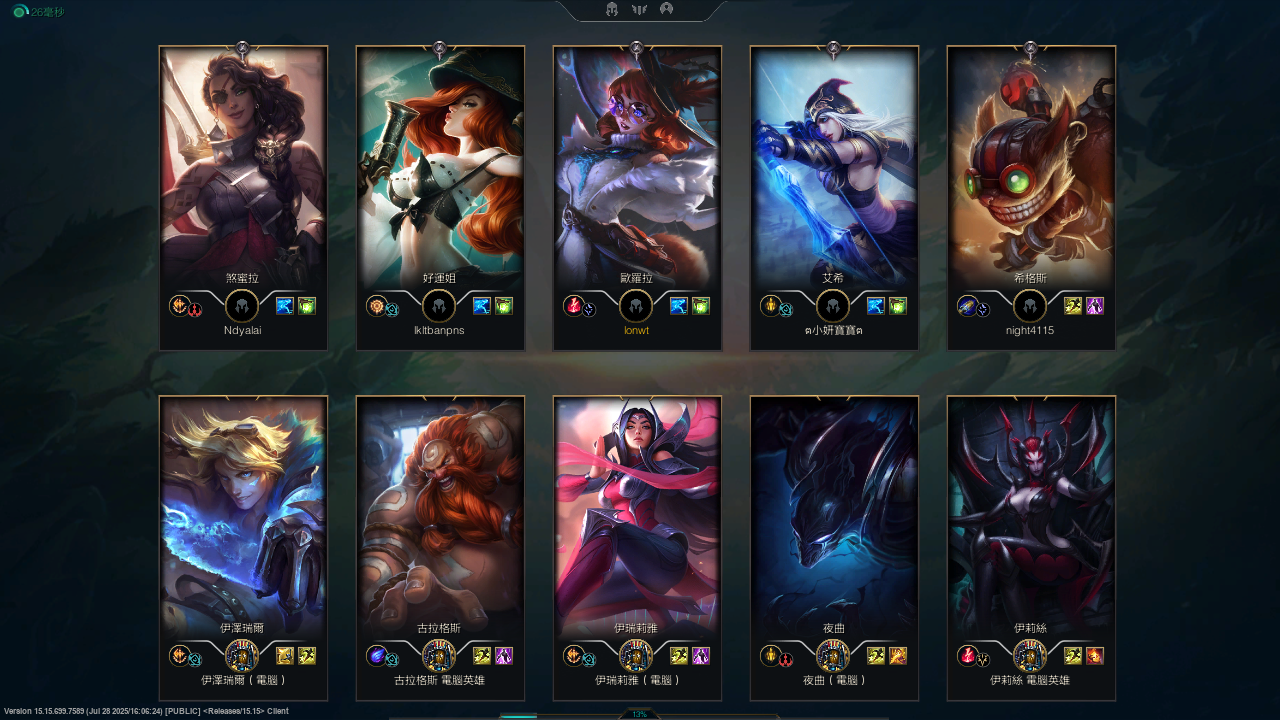 26毫秒
煞蜜拉
Ndyalai
好運姐
lkltbanpns
歐羅拉
lonwt
艾希
ฅ小妍寶寶ฅ
希格斯
night4115
伊澤瑞爾
伊澤瑞爾 ( 電腦 )
古拉格斯
古拉格斯 電腦英雄
伊瑞莉雅
伊瑞莉雅 ( 電腦 )
夜曲
夜曲 ( 電腦 )
伊莉絲
伊莉絲 電腦英雄
Version 15.15.699.7589 (Jul 28 2025/16:06:24) [PUBLIC] <Releases/15.15> Client
13%